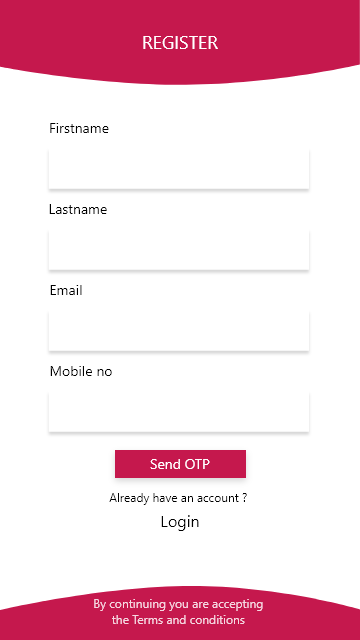 REGISTER
Firstname
Lastname
Email
Mobile no
Send OTP
Already have an account ?
Login
By continuing you are accepting
the Terms and conditions